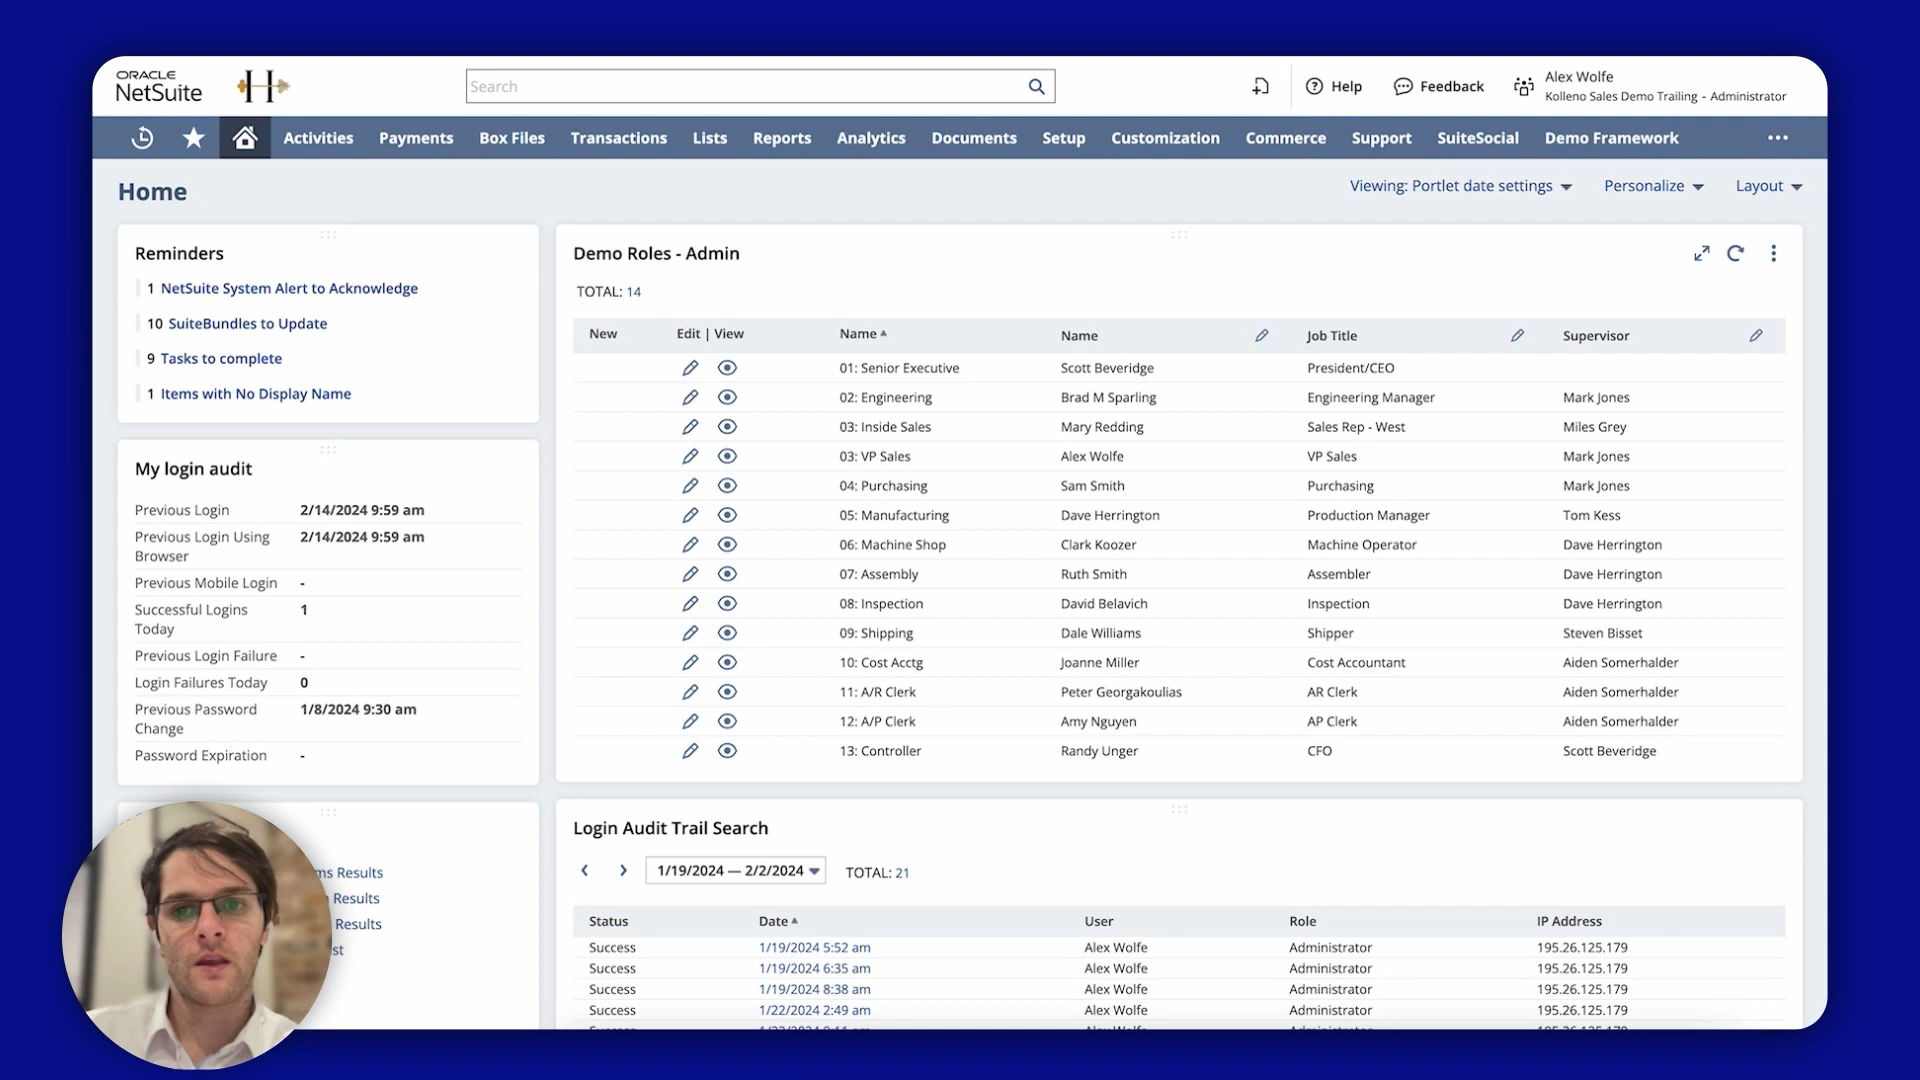 ORACLE
NetSuite
H
Search
Help
Feedback
Alex Wolfe
Kolleno Sales Demo Trailing - Administrator
Activities Payments Box Files Transactions Lists Reports Analytics Documents Setup Customization Commerce Support SuiteSocial Demo Framework
Home
Viewing: Portlet date settings Personalize Layout
Reminders
1 NetSuite System Alert to Acknowledge
10 SuiteBundles to Update
9 Tasks to complete
1 Items with No Display Name
My login audit
Previous Login 2/14/2024 9:59 am
Previous Login Using Browser 2/14/2024 9:59 am
Previous Mobile Login -
Successful Logins Today 1
Previous Login Failure -
Login Failures Today 0
Previous Password Change 1/8/2024 9:30 am
Password Expiration -
Results
Results
Results
Demo Roles - Admin
TOTAL: 14
New Edit | View Name Name Job Title Supervisor
01: Senior Executive Scott Beveridge President/CEO
02: Engineering Brad M Sparling Engineering Manager Mark Jones
03: Inside Sales Mary Redding Sales Rep - West Miles Grey
03: VP Sales Alex Wolfe VP Sales Mark Jones
04: Purchasing Sam Smith Purchasing Mark Jones
05: Manufacturing Dave Herrington Production Manager Tom Kess
06: Machine Shop Clark Koozer Machine Operator Dave Herrington
07: Assembly Ruth Smith Assembler Dave Herrington
08: Inspection David Belavich Inspection Dave Herrington
09: Shipping Dale Williams Shipper Steven Bisset
10: Cost Acctg Joanne Miller Cost Accountant Aiden Somerhalder
11: A/R Clerk Peter Georgakoulias AR Clerk Aiden Somerhalder
12: A/P Clerk Amy Nguyen AP Clerk Aiden Somerhalder
13: Controller Randy Unger CFO Scott Beveridge
Login Audit Trail Search
1/19/2024 — 2/2/2024 TOTAL: 21
Status Date User Role IP Address
Success 1/19/2024 5:52 am Alex Wolfe Administrator 195.26.125.179
Success 1/19/2024 6:35 am Alex Wolfe Administrator 195.26.125.179
Success 1/19/2024 8:38 am Alex Wolfe Administrator 195.26.125.179
Success 1/22/2024 2:49 am Alex Wolfe Administrator 195.26.125.179